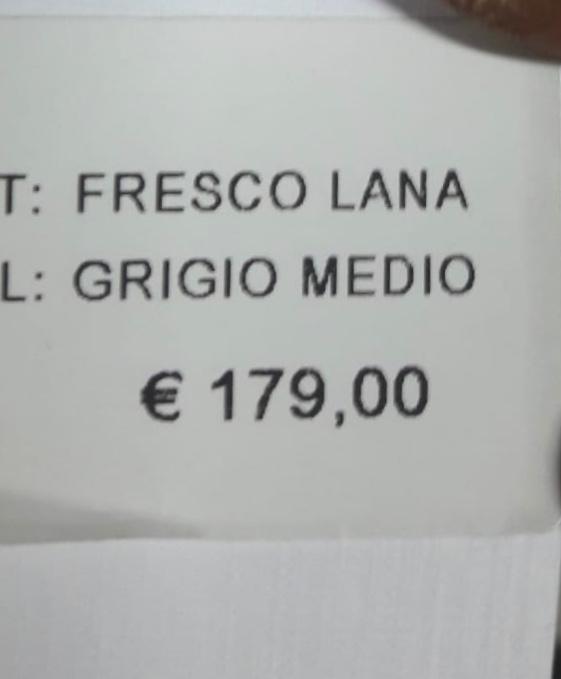 T: FRESCO LANA
L: GRIGIO MEDIO
€ 179,00